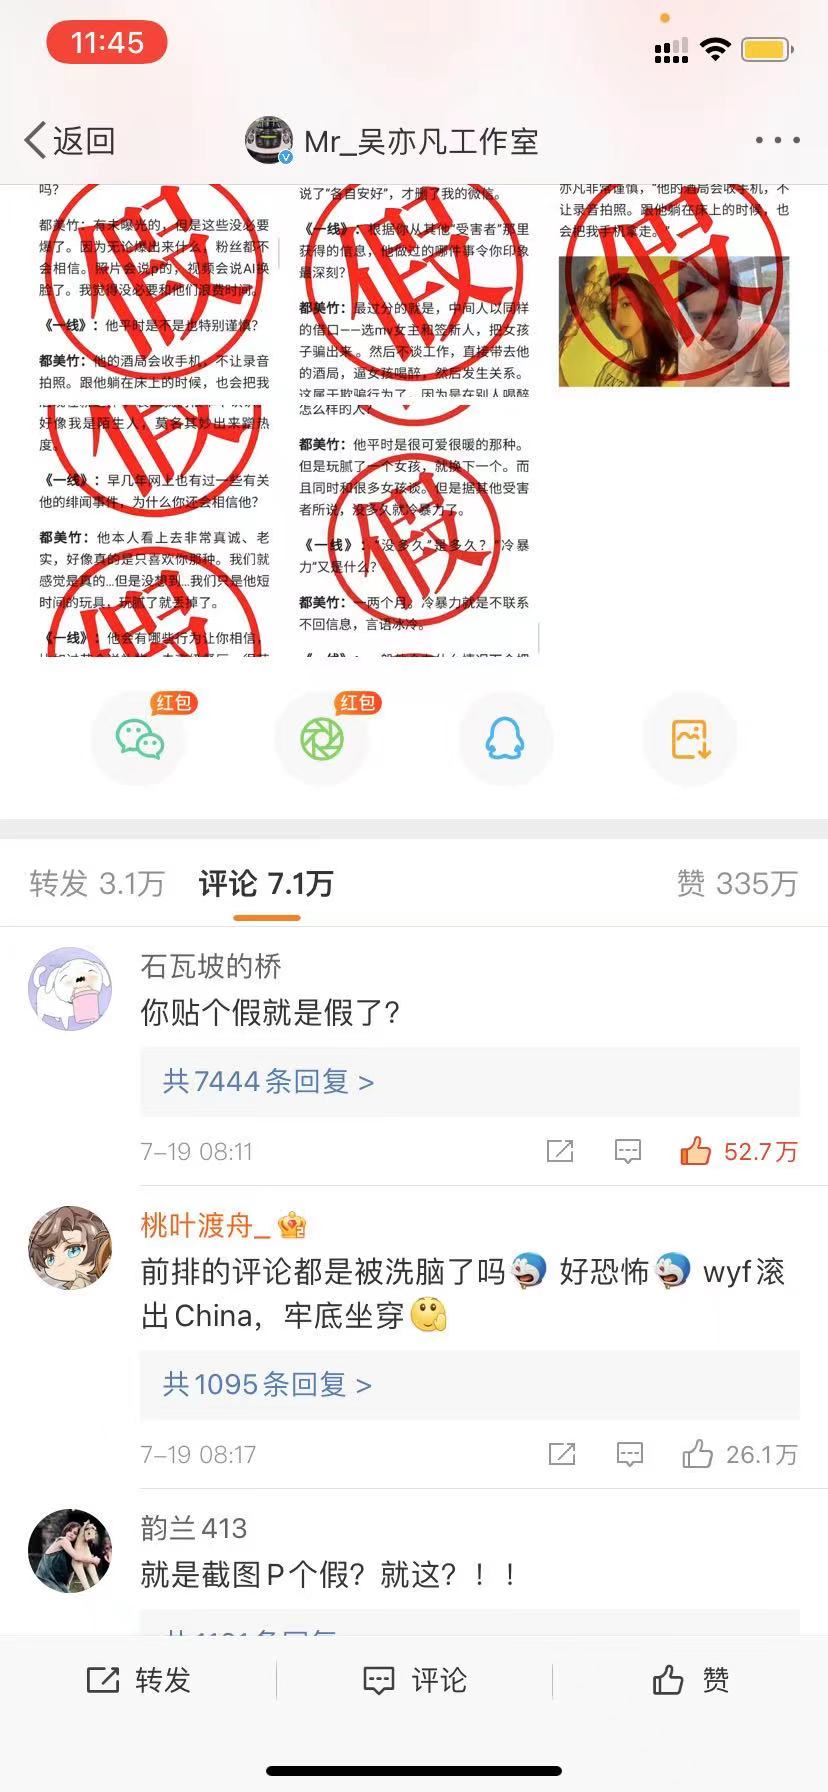 11:45
返回
Mr_吴亦凡工作室
吗？
都美竹：有未曝光的，但是这些没必要
爆了。因为无论爆出来什么，粉丝都不
会相信。照片会说p的，视频会说AI换
脸了。我觉得没必要和他们浪费时间。
《一线》：他平时是不是也特别谨慎？
都美竹：他的酒局会收手机，不让录音
拍照。跟他躺在床上的时候，也会把我
假
说了“各自安好”，才删了我的微信。
《一线》：根据你从其他“受害者”那里
获得的信息，他做过的哪件事令你印象
最深刻？
都美竹：最过分的就是，中间人以同样
的借口——选mv女主和签新人，把女孩
子骗出来。然后不谈工作，直接带去他
的酒局，逼女孩喝醉，然后发生关系。
这属于欺骗行为了，因为是在别人喝醉
假
亦凡非常谨慎，“他的酒局会收手机，不
让录音拍照。跟他躺在床上的时候，也
会把我手机拿走。”
假
好像我是陌生人，莫名其妙出来蹭热
度。
《一线》：早几年网上也有过一些有关
他的绯闻事件，为什么你还会相信他？
都美竹：他本人看上去非常真诚、老
实，好像真的是只喜欢你那种。我们就
感觉是真的...但是没想到...我们只是他短
时间的玩具，玩腻了就丢掉了。
《一线》：他会有哪些行为让你相信，
假
假
怎么样的人？
都美竹：他平时是很可爱很暖的那种。
但是玩腻了一个女孩，就换下一个。而
且同时和很多女孩谈。但是据其他受害
者所说，没多久就冷暴力了。
《一线》：“没多久”是多久？“冷暴
力”又是什么？
都美竹：一两个月。冷暴力就是不联系
不回信息，言语冰冷。
假
红包
红包
转发 3.1万 评论 7.1万 赞 335万
石瓦坡的桥
你贴个假就是假了？
共7444条回复 >
7-19 08:11 52.7万
桃叶渡舟_
前排的评论都是被洗脑了吗 好恐怖 wyf滚
出China，牢底坐穿
共1095条回复 >
7-19 08:17 26.1万
韵兰413
就是截图P个假？就这？！！
转发 评论 赞